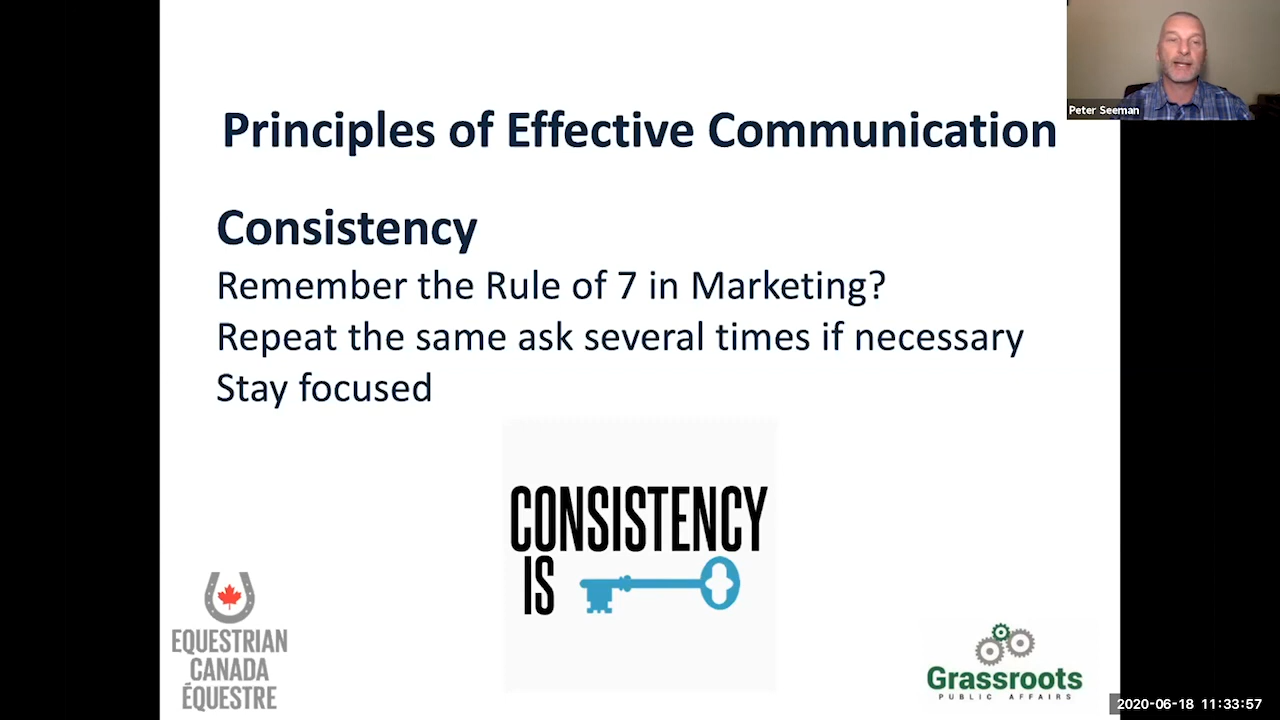 Peter Seeman
Principles of Effective Communication
Consistency
Remember the Rule of 7 in Marketing?
Repeat the same ask several times if necessary
Stay focused
CONSISTENCY
IS
EQUESTRIAN
CANADA
ÉQUESTRE
Grassroots
PUBLIC AFFAIRS
2020-06-18 11:33:57